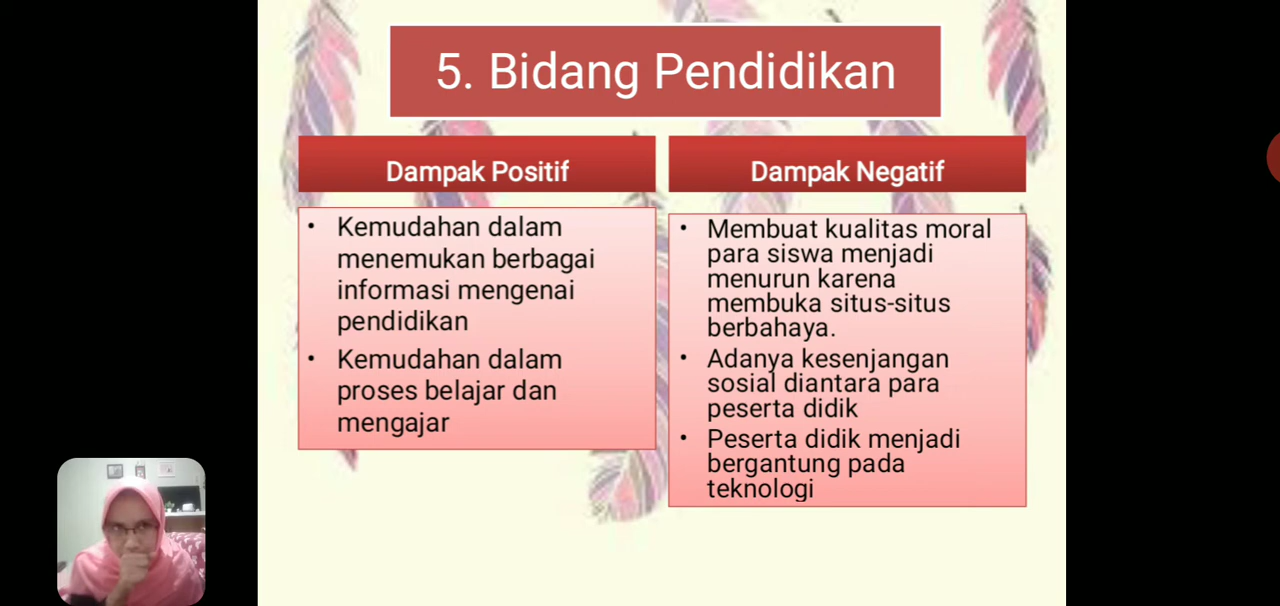 5. Bidang Pendidikan
Dampak Positif
• Kemudahan dalam
menemukan berbagai
informasi mengenai
pendidikan
• Kemudahan dalam
proses belajar dan
mengajar
Dampak Negatif
• Membuat kualitas moral
para siswa menjadi
menurun karena
membuka situs-situs
berbahaya.
• Adanya kesenjangan
sosial diantara para
peserta didik
• Peserta didik menjadi
bergantung pada
teknologi